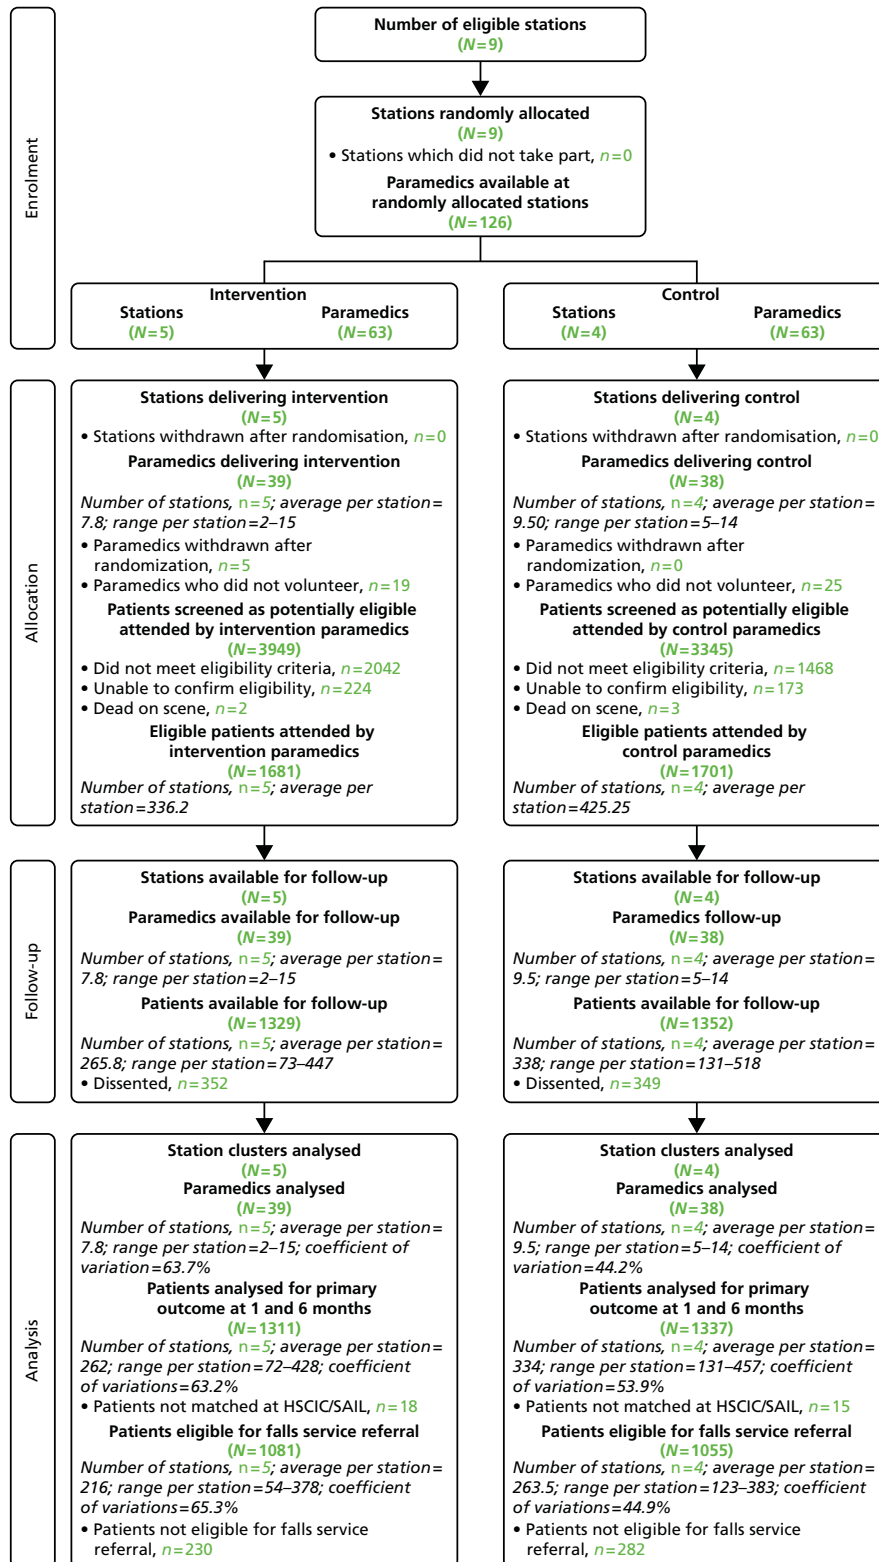 Enrolment
Number of eligible stations
(N=9)
Stations randomly allocated
(N=9)
• Stations which did not take part, n=0
Paramedics available at
randomly allocated stations
(N=126)
Intervention
Stations Paramedics
(N=5) (N=63)
Control
Stations Paramedics
(N=4) (N=63)
Allocation
Stations delivering intervention
(N=5)
• Stations withdrawn after randomisation, n=0
Paramedics delivering intervention
(N=39)
Number of stations, n=5; average per station=
7.8; range per station=2–15
• Paramedics withdrawn after
randomization, n=5
• Paramedics who did not volunteer, n=19
Patients screened as potentially eligible
attended by intervention paramedics
(N=3949)
• Did not meet eligibility criteria, n=2042
• Unable to confirm eligibility, n=224
• Dead on scene, n=2
Eligible patients attended by
intervention paramedics
(N=1681)
Number of stations, n=5; average per
station=336.2
Stations delivering control
(N=4)
• Stations withdrawn after randomisation, n=0
Paramedics delivering control
(N=38)
Number of stations, n=4; average per station=
9.50; range per station=5–14
• Paramedics withdrawn after
randomization, n=0
• Paramedics who did not volunteer, n=25
Patients screened as potentially eligible
attended by control paramedics
(N=3345)
• Did not meet eligibility criteria, n=1468
• Unable to confirm eligibility, n=173
• Dead on scene, n=3
Eligible patients attended by
control paramedics
(N=1701)
Number of stations, n=4; average per
station=425.25
Follow-up
Stations available for follow-up
(N=5)
Paramedics available for follow-up
(N=39)
Number of stations, n=5; average per station=
7.8; range per station=2–15
Patients available for follow-up
(N=1329)
Number of stations, n=5; average per station=
265.8; range per station=73–447
• Dissented, n=352
Stations available for follow-up
(N=4)
Paramedics follow-up
(N=38)
Number of stations, n=4; average per station=
9.5; range per station=5–14
Patients available for follow-up
(N=1352)
Number of stations, n=4; average per station=
338; range per station=131–518
• Dissented, n=349
Analysis
Station clusters analysed
(N=5)
Paramedics analysed
(N=39)
Number of stations, n=5; average per station=
7.8; range per station=2–15; coefficient of
variation=63.7%
Patients analysed for primary
outcome at 1 and 6 months
(N=1311)
Number of stations, n=5; average per station=
262; range per station=72–428; coefficient
of variations=63.2%
• Patients not matched at HSCIC/SAIL, n=18
Patients eligible for falls service referral
(N=1081)
Number of stations, n=5; average per station=
216; range per station=54–378; coefficient
of variations=65.3%
• Patients not eligible for falls service
referral, n=230
Station clusters analysed
(N=4)
Paramedics analysed
(N=38)
Number of stations, n=4; average per station=
9.5; range per station=5–14; coefficient of
variation=44.2%
Patients analysed for primary
outcome at 1 and 6 months
(N=1337)
Number of stations, n=4; average per station=
334; range per station=131–457; coefficient
of variation=53.9%
• Patients not matched at HSCIC/SAIL, n=15
Patients eligible for falls service referral
(N=1055)
Number of stations, n=4; average per station=
263.5; range per station=123–383; coefficient
of variations=44.9%
• Patients not eligible for falls service
referral, n=282